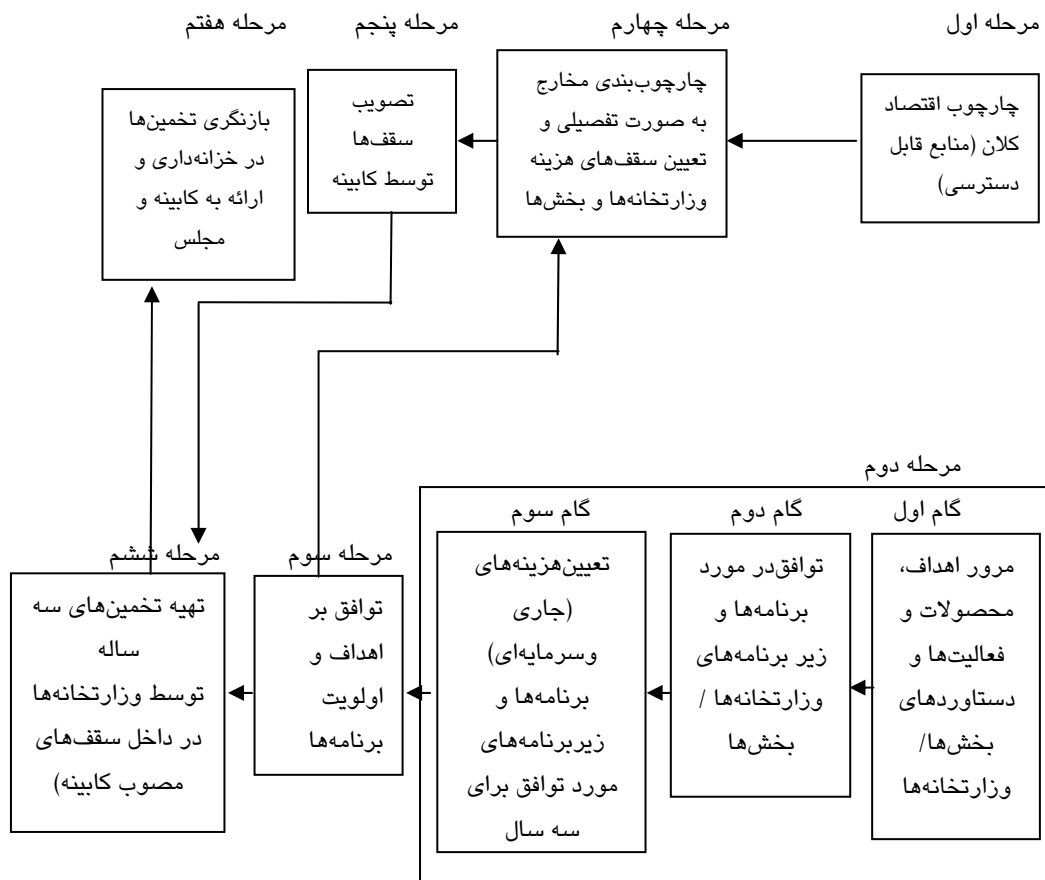 مرحله اول
چارچوب اقتصاد
کلان (منابع قابل
دسترسی)
مرحله چهارم
چارچوب‌بندی مخارج
به صورت تفصیلی و
تعیین سقف‌های هزینه
وزارتخانه‌ها و بخش‌ها
مرحله پنجم
تصویب
سقف‌ها
توسط کابینه
مرحله هفتم
بازنگری تخمین‌ها
در خزانه‌داری و
ارائه به کابینه و
مجلس
مرحله دوم
گام اول
مرور اهداف،
محصولات و
فعالیت‌ها و
دستاوردهای
بخش‌ها/
وزارتخانه‌ها
گام دوم
توافق‌در مورد
برنامه‌ها و
زیر برنامه‌های
وزارتخانه‌ها /
بخش‌ها
گام سوم
تعیین‌هزینه‌های
(جاری
وسرمایه‌ای)
برنامه‌ها و
زیربرنامه‌های
مورد توافق برای
سه سال
مرحله سوم
توافق بر
اهداف و
اولویت
برنامه‌ها
مرحله ششم
تهیه تخمین‌های سه
ساله
توسط وزارتخانه‌ها
در داخل سقف‌های
مصوب کابینه)